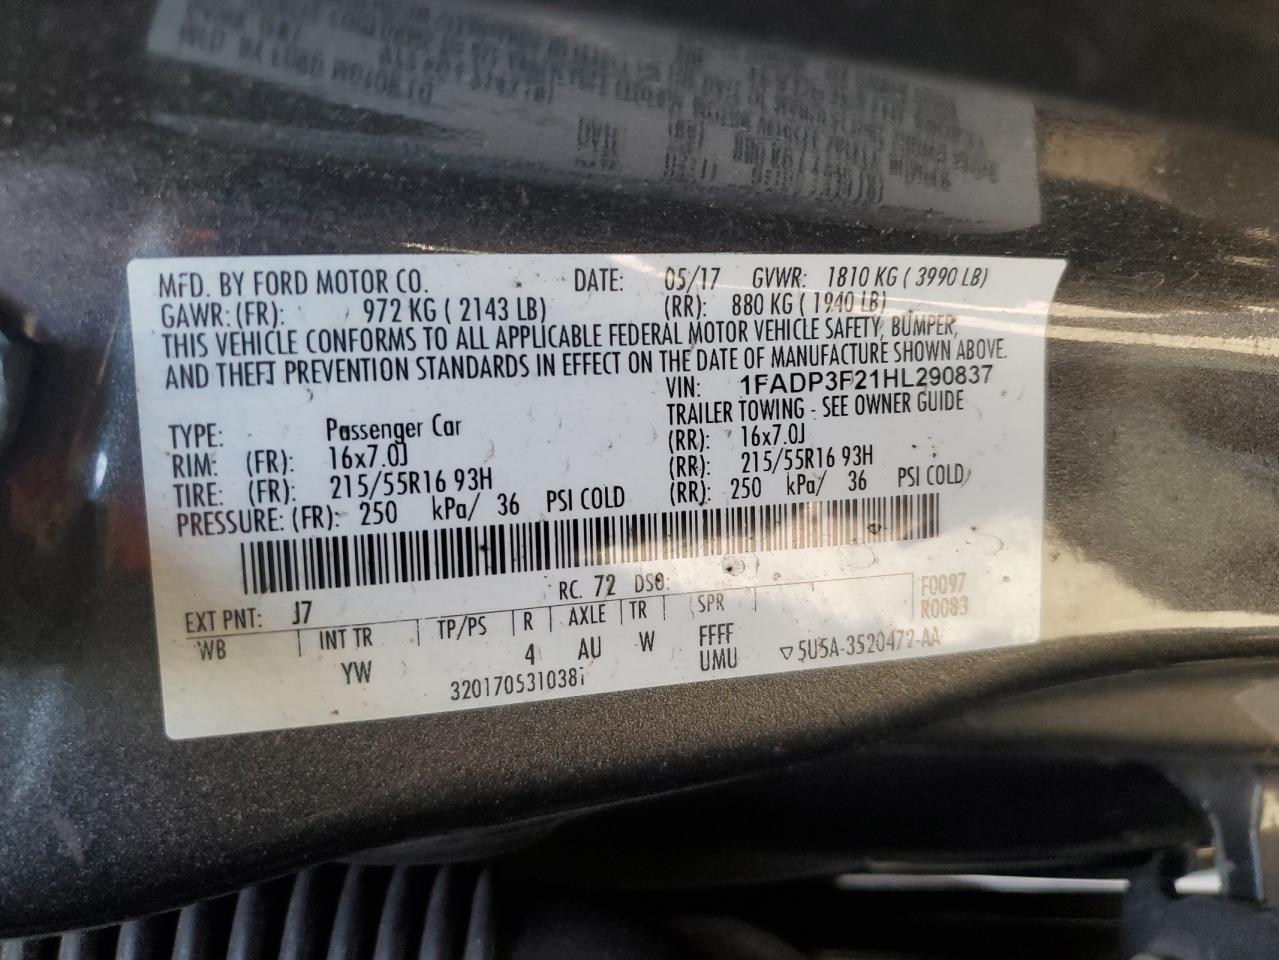 MFD. BY FORD MOTOR CO. DATE: 05/17 GVWR: 1810 KG ( 3990 LB)
GAWR: (FR): 972 KG ( 2143 LB) (RR): 880 KG ( 1940 LB)
THIS VEHICLE CONFORMS TO ALL APPLICABLE FEDERAL MOTOR VEHICLE SAFETY, BUMPER,
AND THEFT PREVENTION STANDARDS IN EFFECT ON THE DATE OF MANUFACTURE SHOWN ABOVE.
VIN: 1FADP3F21HL290837
TRAILER TOWING - SEE OWNER GUIDE
TYPE: Passenger Car
RIM: (FR): 16x7.0J (RR): 16x7.0J
TIRE: (FR): 215/55R16 93H (RR): 215/55R16 93H
PRESSURE: (FR): 250 kPa/ 36 PSI COLD (RR): 250 kPa/ 36 PSI COLD
EXT PNT: J7 RC: 72 DSO: F0097
WB INT TR TP/PS R AXLE TR SPR R0083
YW 4 AU W FFFF
320170531038 UMU ▽5U5A-3520472-AA